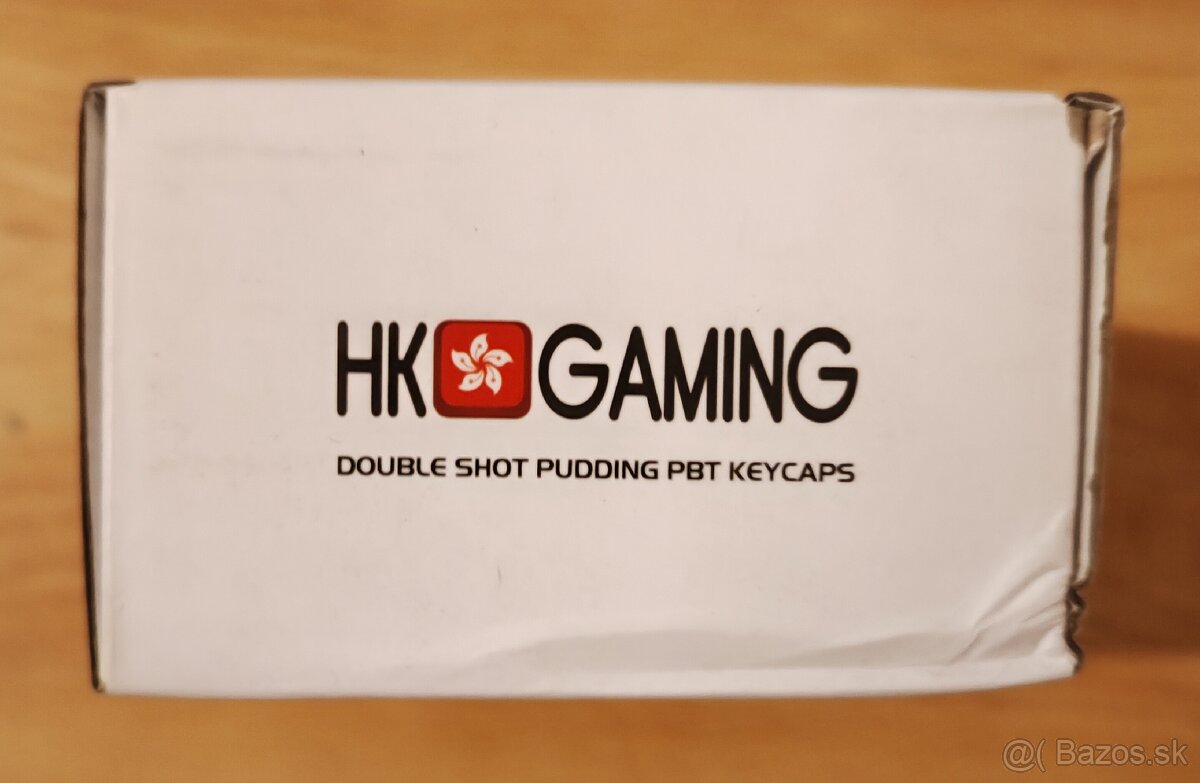 HK GAMING
DOUBLE SHOT PUDDING PBT KEYCAPS
@( Bazos.sk